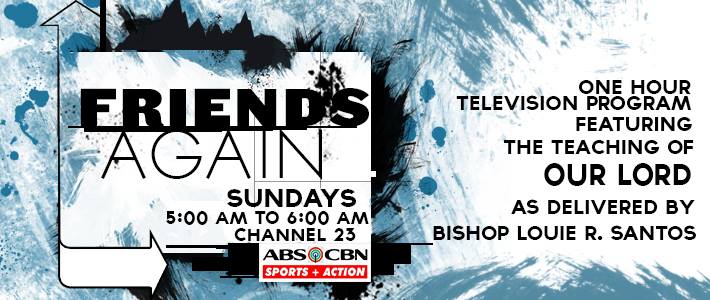 FRIENDS
AGAIN
SUNDAYS
5:00 AM TO 6:00 AM
CHANNEL 23
ABS CBN
SPORTS + ACTION
ONE HOUR
TELEVISION PROGRAM
FEATURING
THE TEACHING OF
OUR LORD
AS DELIVERED BY
BISHOP LOUIE R. SANTOS